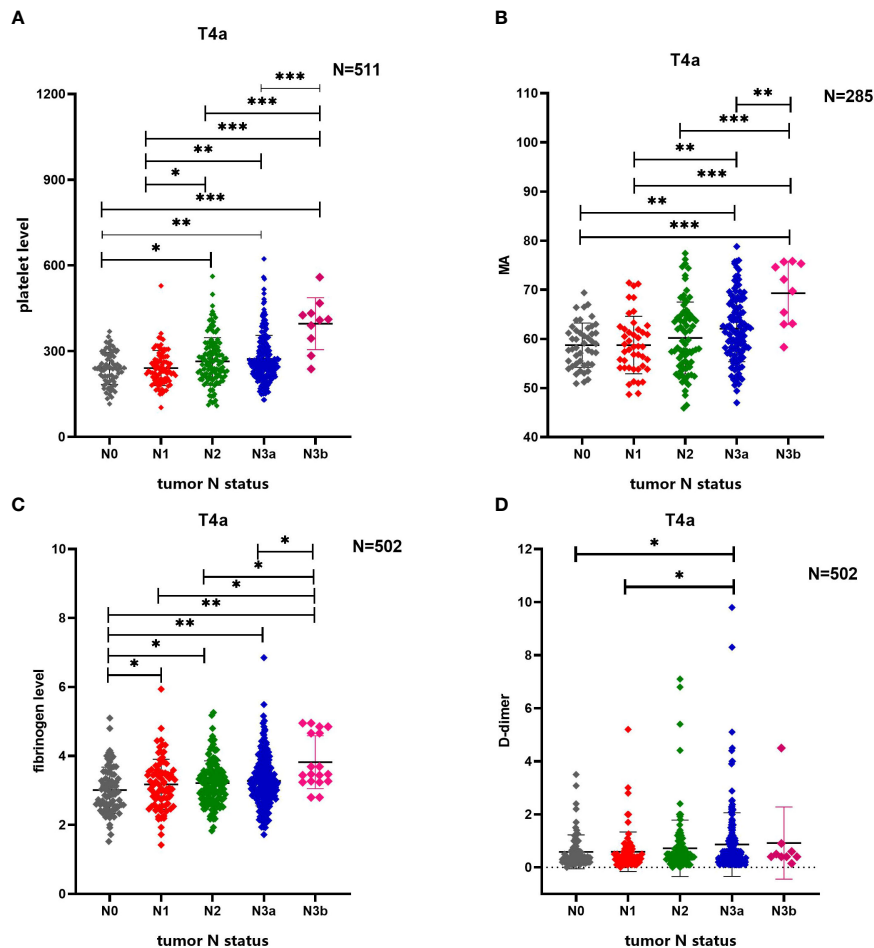 A
T4a
N=511
***
***
***
**
*
***
**
*
1200
900
600
300
0
platelet level
N0 N1 N2 N3a N3b
tumor N status
B
T4a
N=285
**
***
**
***
**
***
110
100
90
80
70
60
50
40
MA
N0 N1 N2 N3a N3b
tumor N status
C
T4a
N=502
*
*
*
**
**
*
*
10
8
6
4
2
0
fibrinogen level
N0 N1 N2 N3a N3b
tumor N status
D
T4a
N=502
*
*
12
10
8
6
4
2
0
D-dimer
N0 N1 N2 N3a N3b
tumor N status